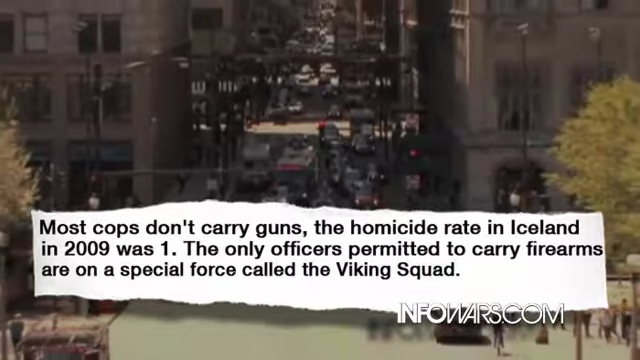 Most cops don't carry guns, the homicide rate in Iceland
in 2009 was 1. The only officers permitted to carry firearms
are on a special force called the Viking Squad.
INFOWARS.COM